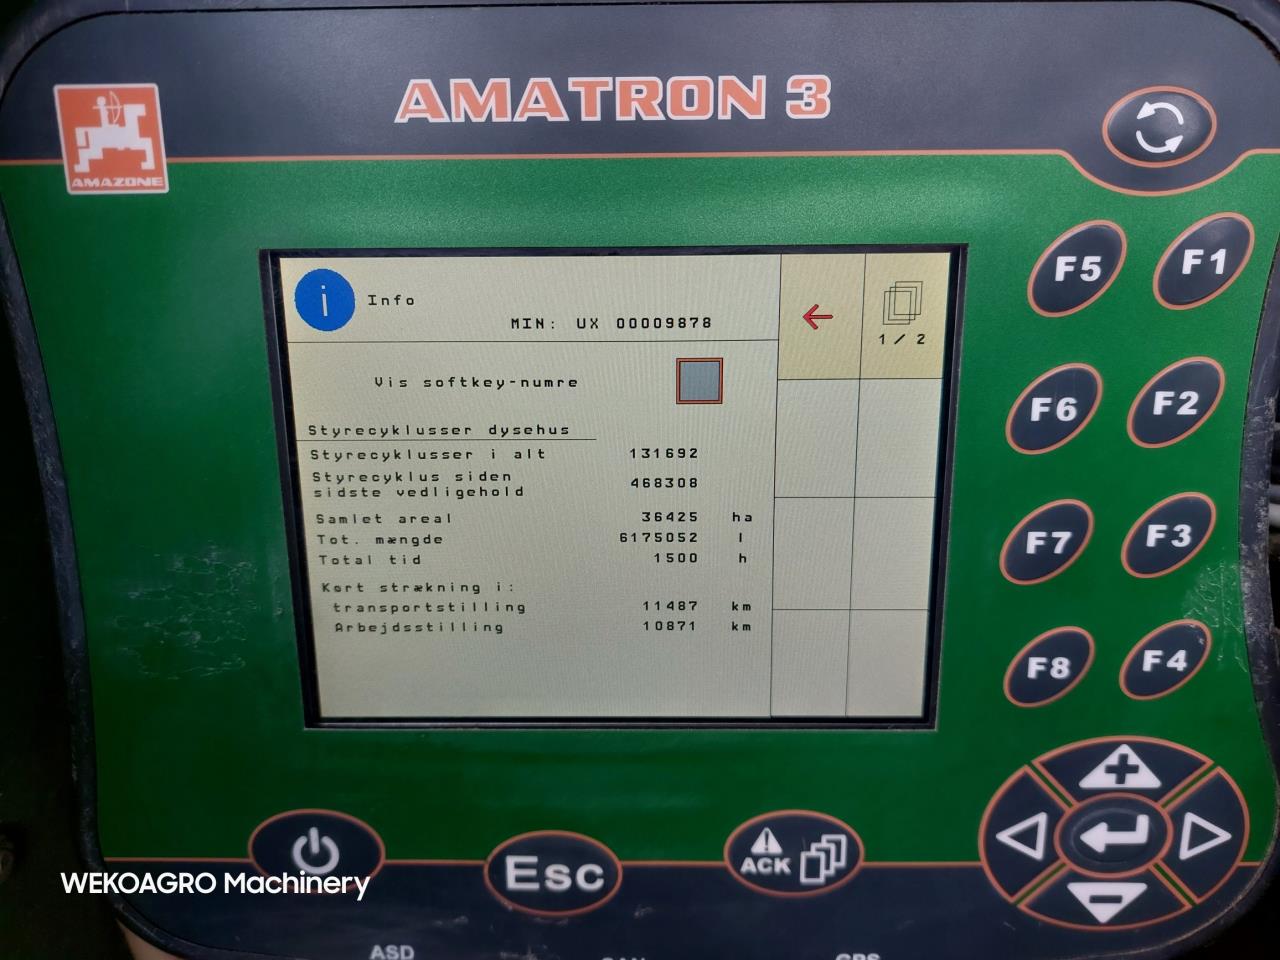 AMATRON 3
AMAZONE
F5 F1
i Info
MIN: UX 00009878
1 / 2
Vis softkey-numre
F6 F2
Styrecyklusser dysehus
Styrecyklusser i alt 131692
Styrecyklus siden
sidste vedligehold 468308
Samlet areal 36425 ha
Tot. mængde 6175052 l
Total tid 1500 h
F7 F3
Kørt strækning i:
transportstilling 11487 km
Arbejdsstilling 10871 km
F8 F4
Esc
ACK
WEKOAGRO Machinery
ASD
GPS